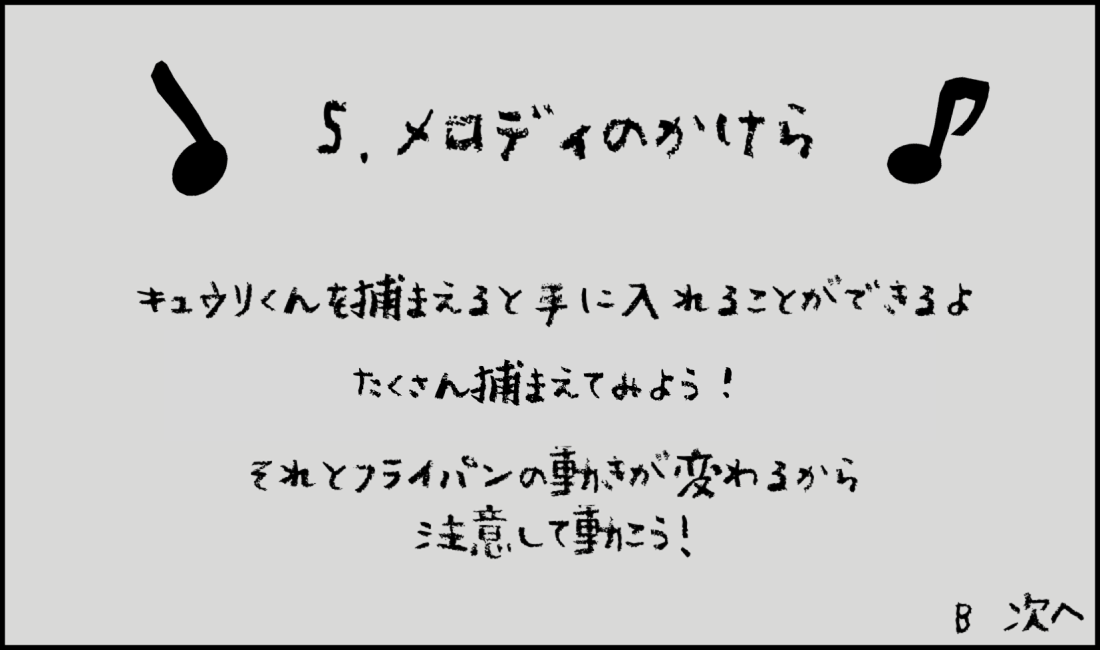 5. メロディのかけら
キュウリくんを捕まえると手に入れることができるよ
たくさん捕まえてみよう！
それとフライパンの動きが変わるから
注意して動こう！
B 次へ